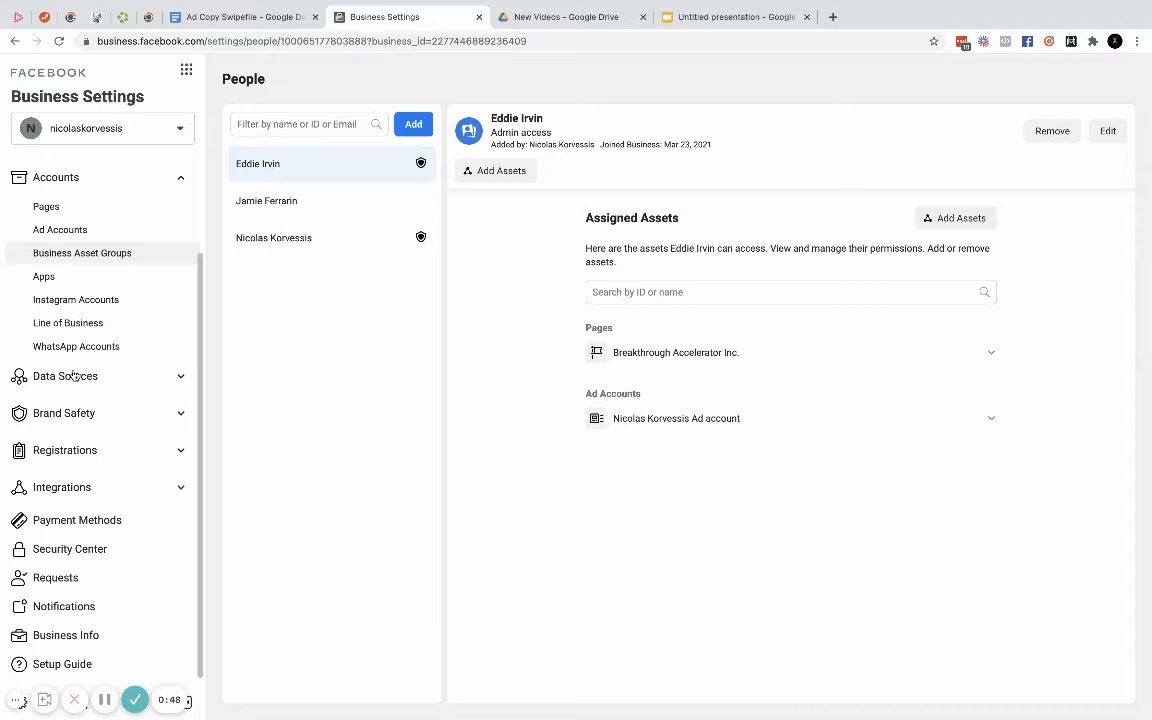 Ad Copy Swipefile - Google Do
Business Settings
New Videos - Google Drive
Untitled presentation - Google
business.facebook.com/settings/people/100065177803888?business_id=2277446889236409
FACEBOOK
Business Settings
N
nicolaskorvessis
Accounts
Pages
Ad Accounts
Business Asset Groups
Apps
Instagram Accounts
Line of Business
WhatsApp Accounts
Data Sources
Brand Safety
Registrations
Integrations
Payment Methods
Security Center
Requests
Notifications
Business Info
Setup Guide
0:48
People
Filter by name or ID or Email
Add
Eddie Irvin
Jamie Ferrarin
Nicolas Korvessis
Eddie Irvin
Admin access
Added by: Nicolas Korvessis Joined Business: Mar 23, 2021
Remove
Edit
Add Assets
Assigned Assets
Add Assets
Here are the assets Eddie Irvin can access. View and manage their permissions. Add or remove
assets.
Search by ID or name
Pages
Breakthrough Accelerator Inc.
Ad Accounts
Nicolas Korvessis Ad account